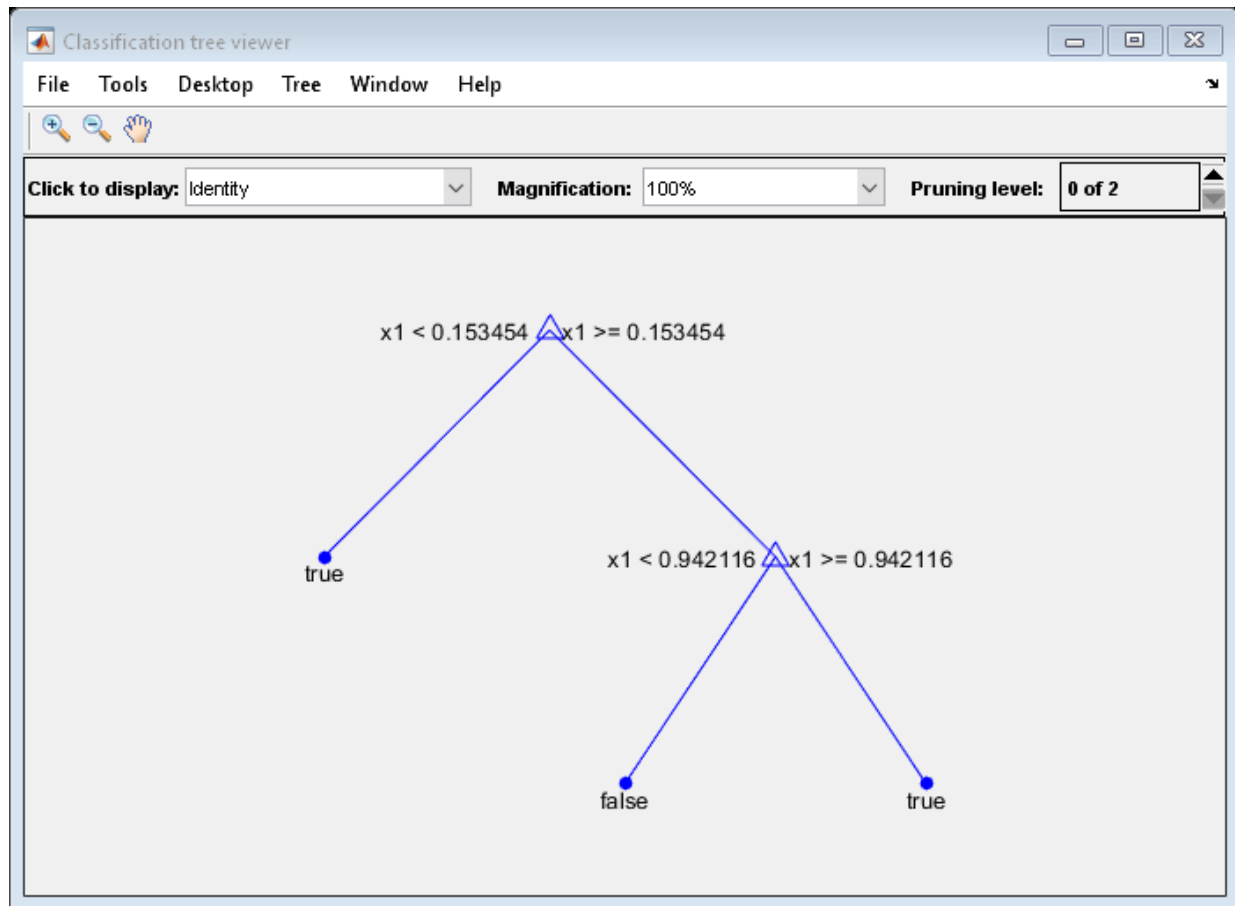 Classification tree viewer
File Tools Desktop Tree Window Help
Click to display: Identity Magnification: 100% Pruning level: 0 of 2
x1 < 0.153454 x1 >= 0.153454
true
x1 < 0.942116 x1 >= 0.942116
false true